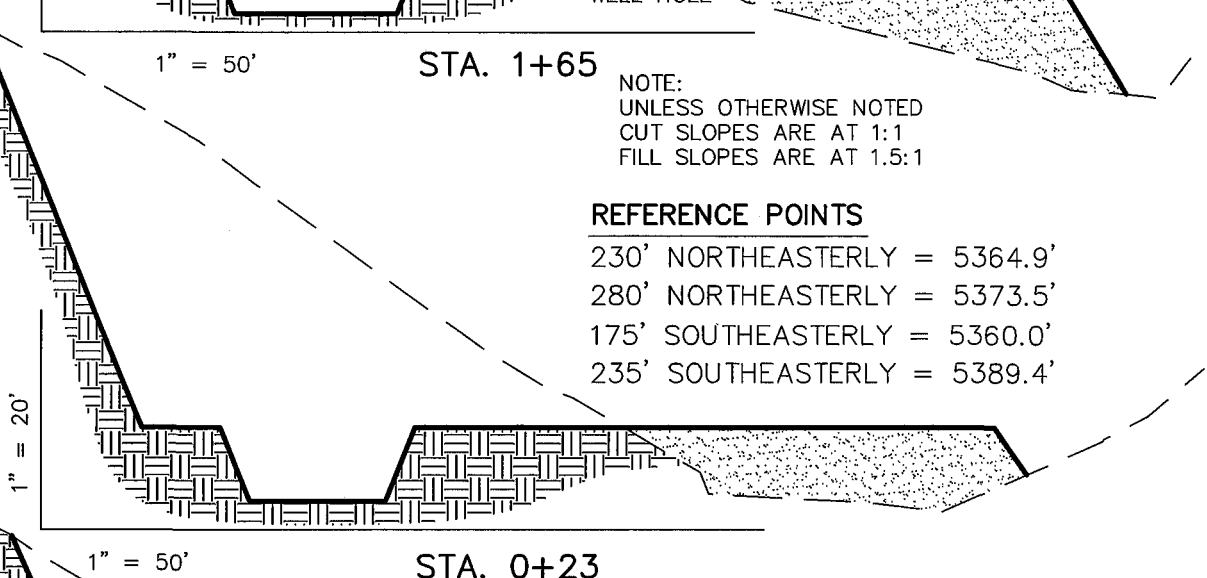 1" = 50'
STA. 1+65
NOTE:
UNLESS OTHERWISE NOTED
CUT SLOPES ARE AT 1:1
FILL SLOPES ARE AT 1.5:1
REFERENCE POINTS
230' NORTHEASTERLY = 5364.9'
280' NORTHEASTERLY = 5373.5'
175' SOUTHEASTERLY = 5360.0'
235' SOUTHEASTERLY = 5389.4'
1" = 20'
1" = 50'
STA. 0+23